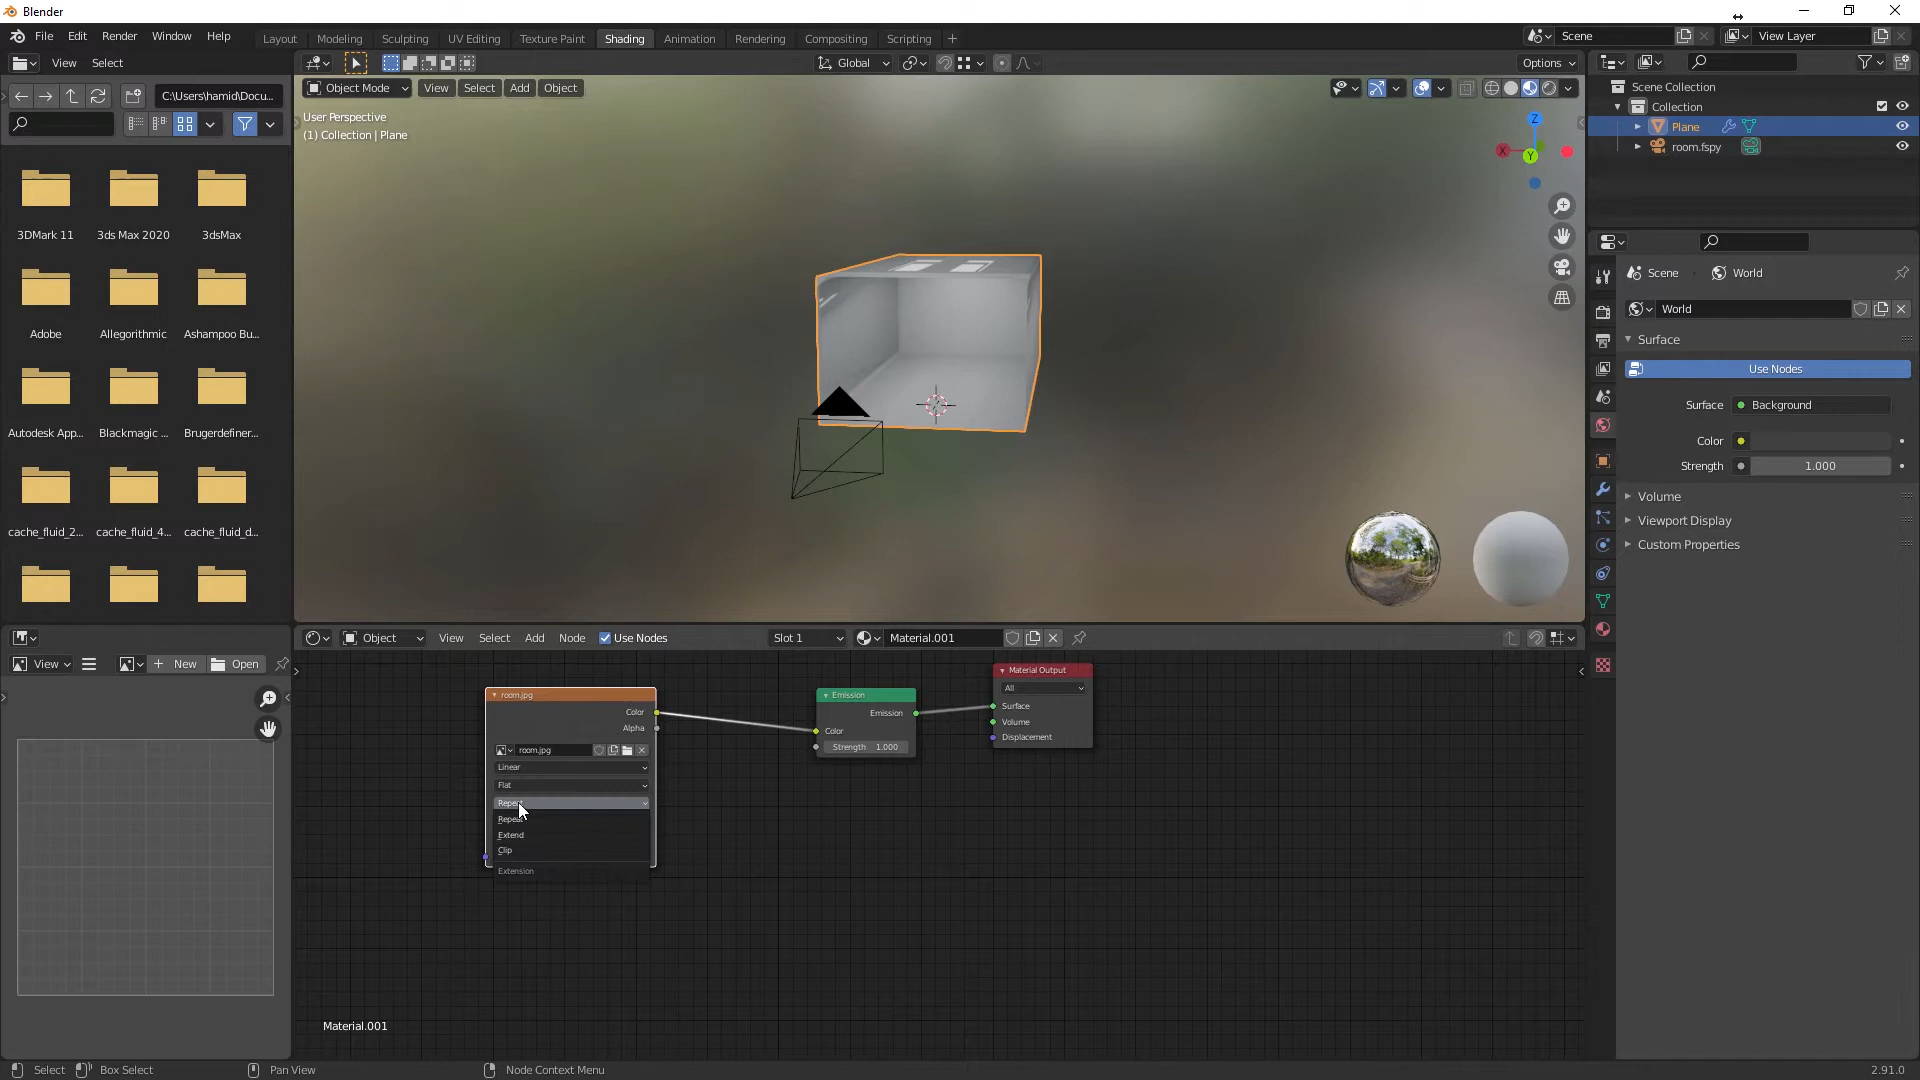 Blender
File Edit Render Window Help
Layout Modeling Sculpting UV Editing Texture Paint Shading Animation Rendering Compositing Scripting
Scene
View Layer
View Select
Global
Options
C:\Users\hamid\Docu...
Object Mode View Select Add Object
User Perspective
(1) Collection | Plane
Z
X
Y
Scene Collection
Collection
Plane
room.fspy
3DMark 11
3ds Max 2020
3dsMax
Adobe
Allegorithmic
Ashampoo Bu...
Autodesk App...
Blackmagic ...
Brugerdefiner...
cache_fluid_2...
cache_fluid_4...
cache_fluid_d...
Scene
World
World
Surface
Use Nodes
Surface
Background
Color
Strength
1.000
Volume
Viewport Display
Custom Properties
View
New
Open
Object View Select Add Node Use Nodes
Slot 1
Material.001
room.jpg
Color
Alpha
room.jpg
Linear
Flat
Repeat
Repeat
Extend
Clip
Extension
Emission
Emission
Color
Strength 1.000
Material Output
All
Surface
Volume
Displacement
Material.001
Select
Box Select
Pan View
Node Context Menu
2.91.0